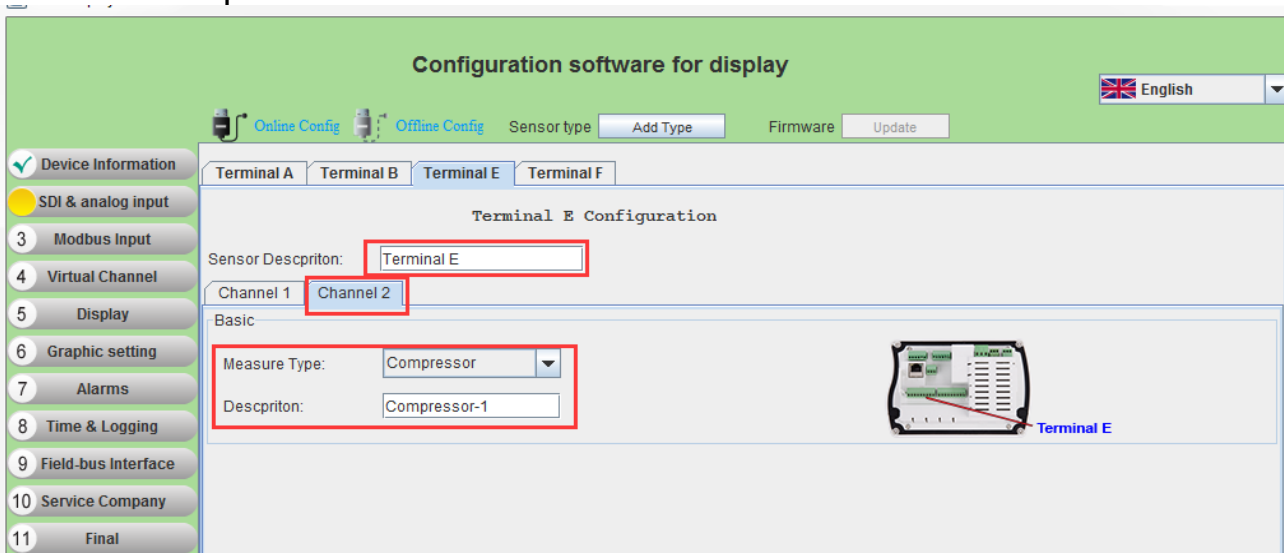 Configuration software for display
English
Online Config Offline Config Sensor type Add Type Firmware Update
Device Information
SDI & analog input
3 Modbus Input
4 Virtual Channel
5 Display
6 Graphic setting
7 Alarms
8 Time & Logging
9 Field-bus Interface
10 Service Company
11 Final
Terminal A Terminal B Terminal E Terminal F
Terminal E Configuration
Sensor Descpriton: Terminal E
Channel 1 Channel 2
Basic
Measure Type: Compressor
Descpriton: Compressor-1
Terminal E